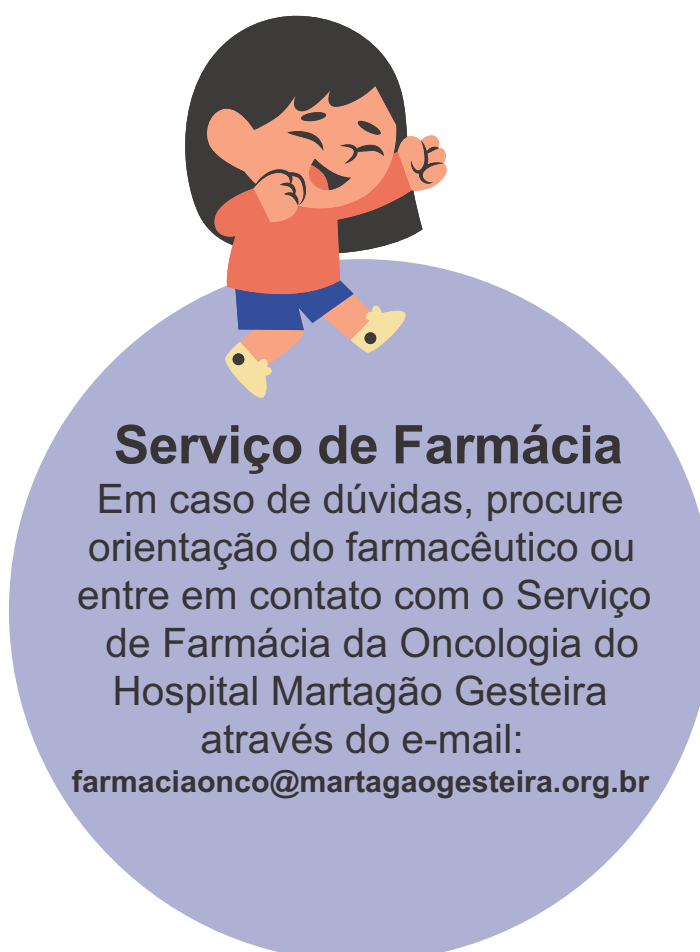 Serviço de Farmácia
Em caso de dúvidas, procure
orientação do farmacêutico ou
entre em contato com o Serviço
de Farmácia da Oncologia do
Hospital Martagão Gesteira
através do e-mail:
farmaciaonco@martagaogesteira.org.br